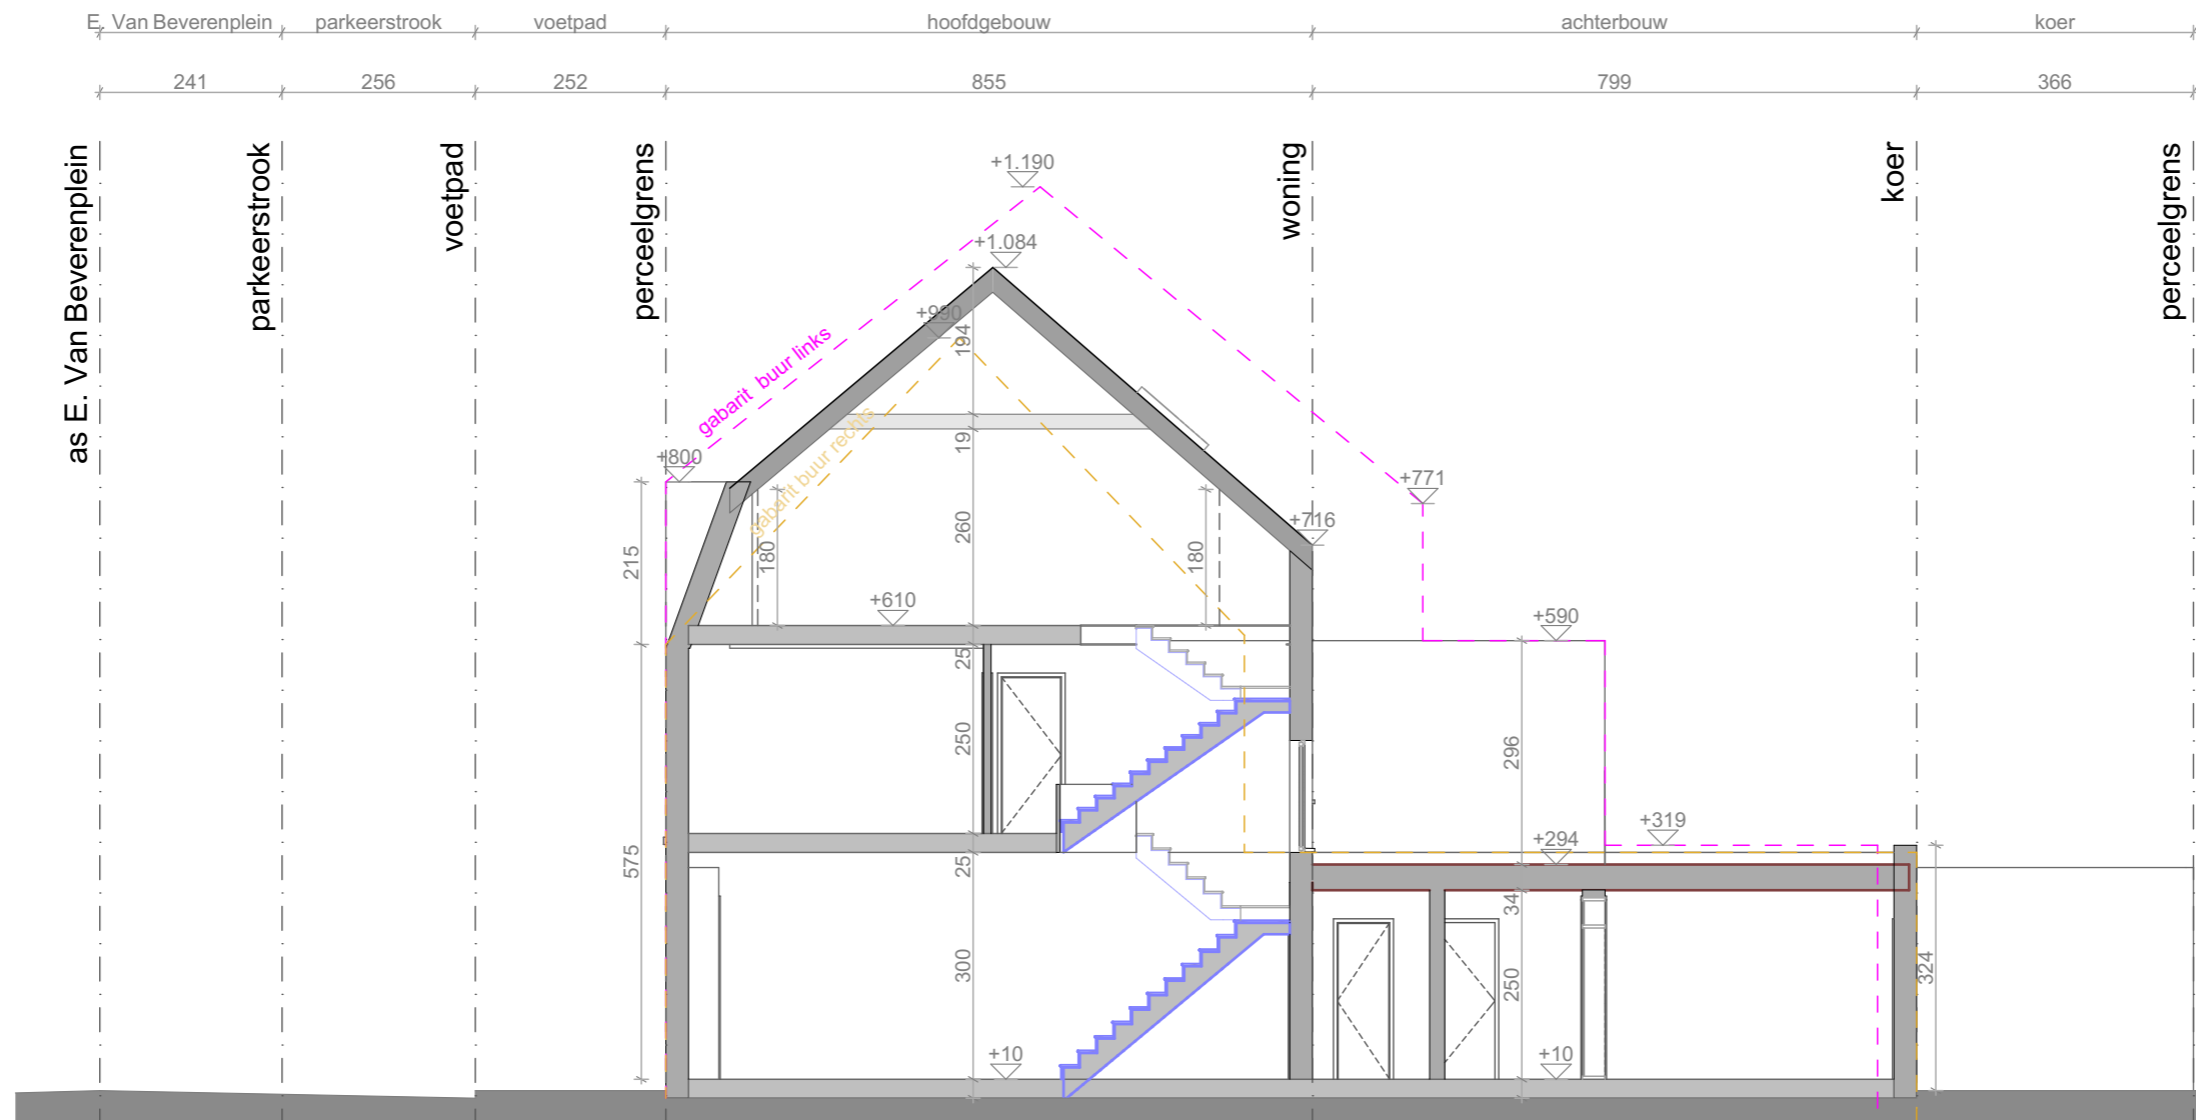 E. Van Beverenplein
parkeerstrook
voetpad
hoofdgebouw
achterbouw
koer
241
256
252
855
799
366
as E. Van Beverenplein
parkeerstrook
voetpad
perceelgrens
woning
koer
perceelgrens
+1.190
+1.084
+990
194
gabarit buur links
gabarit buur rechts
+800
+771
+716
19
260
180
180
215
+610
+590
25
250
296
575
25
+319
+294
34
300
250
324
+10
+10